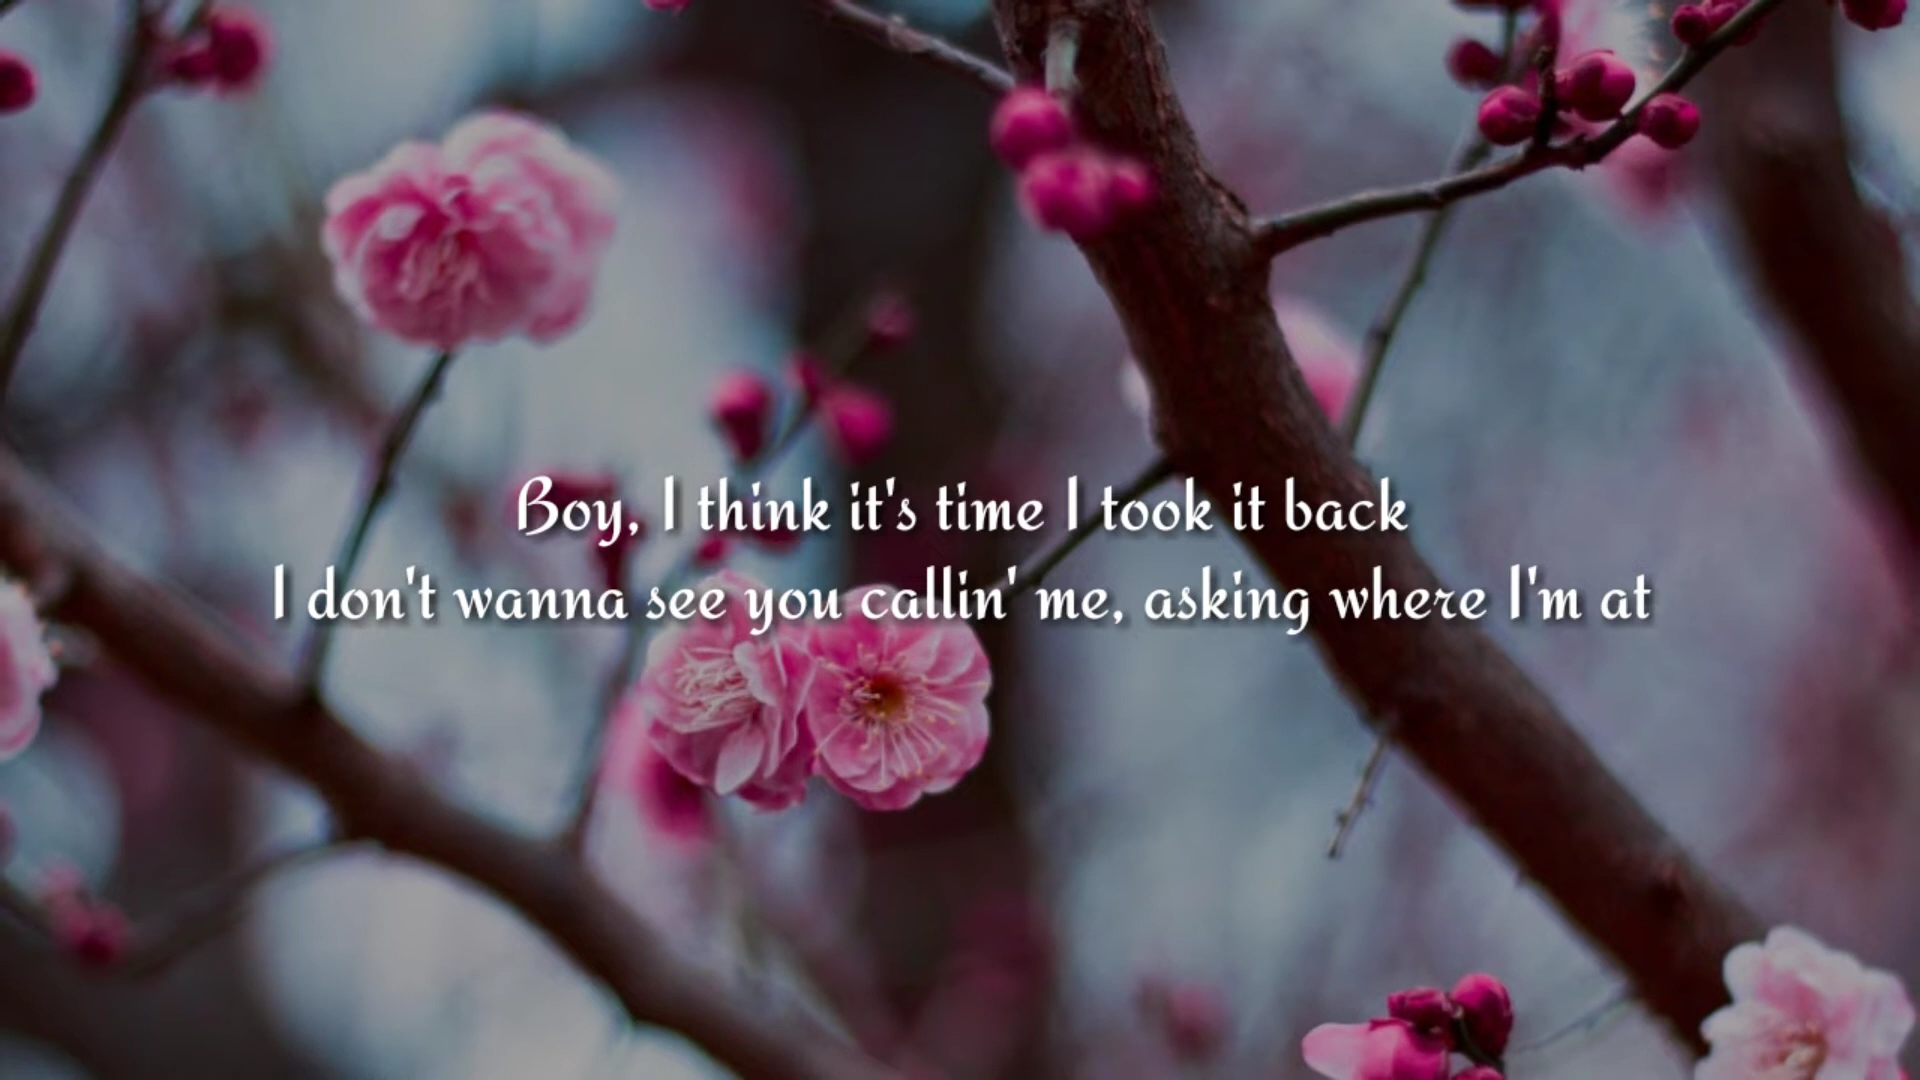 Boy, I think it's time I took it back
I don't wanna see you callin' me, asking where I'm at